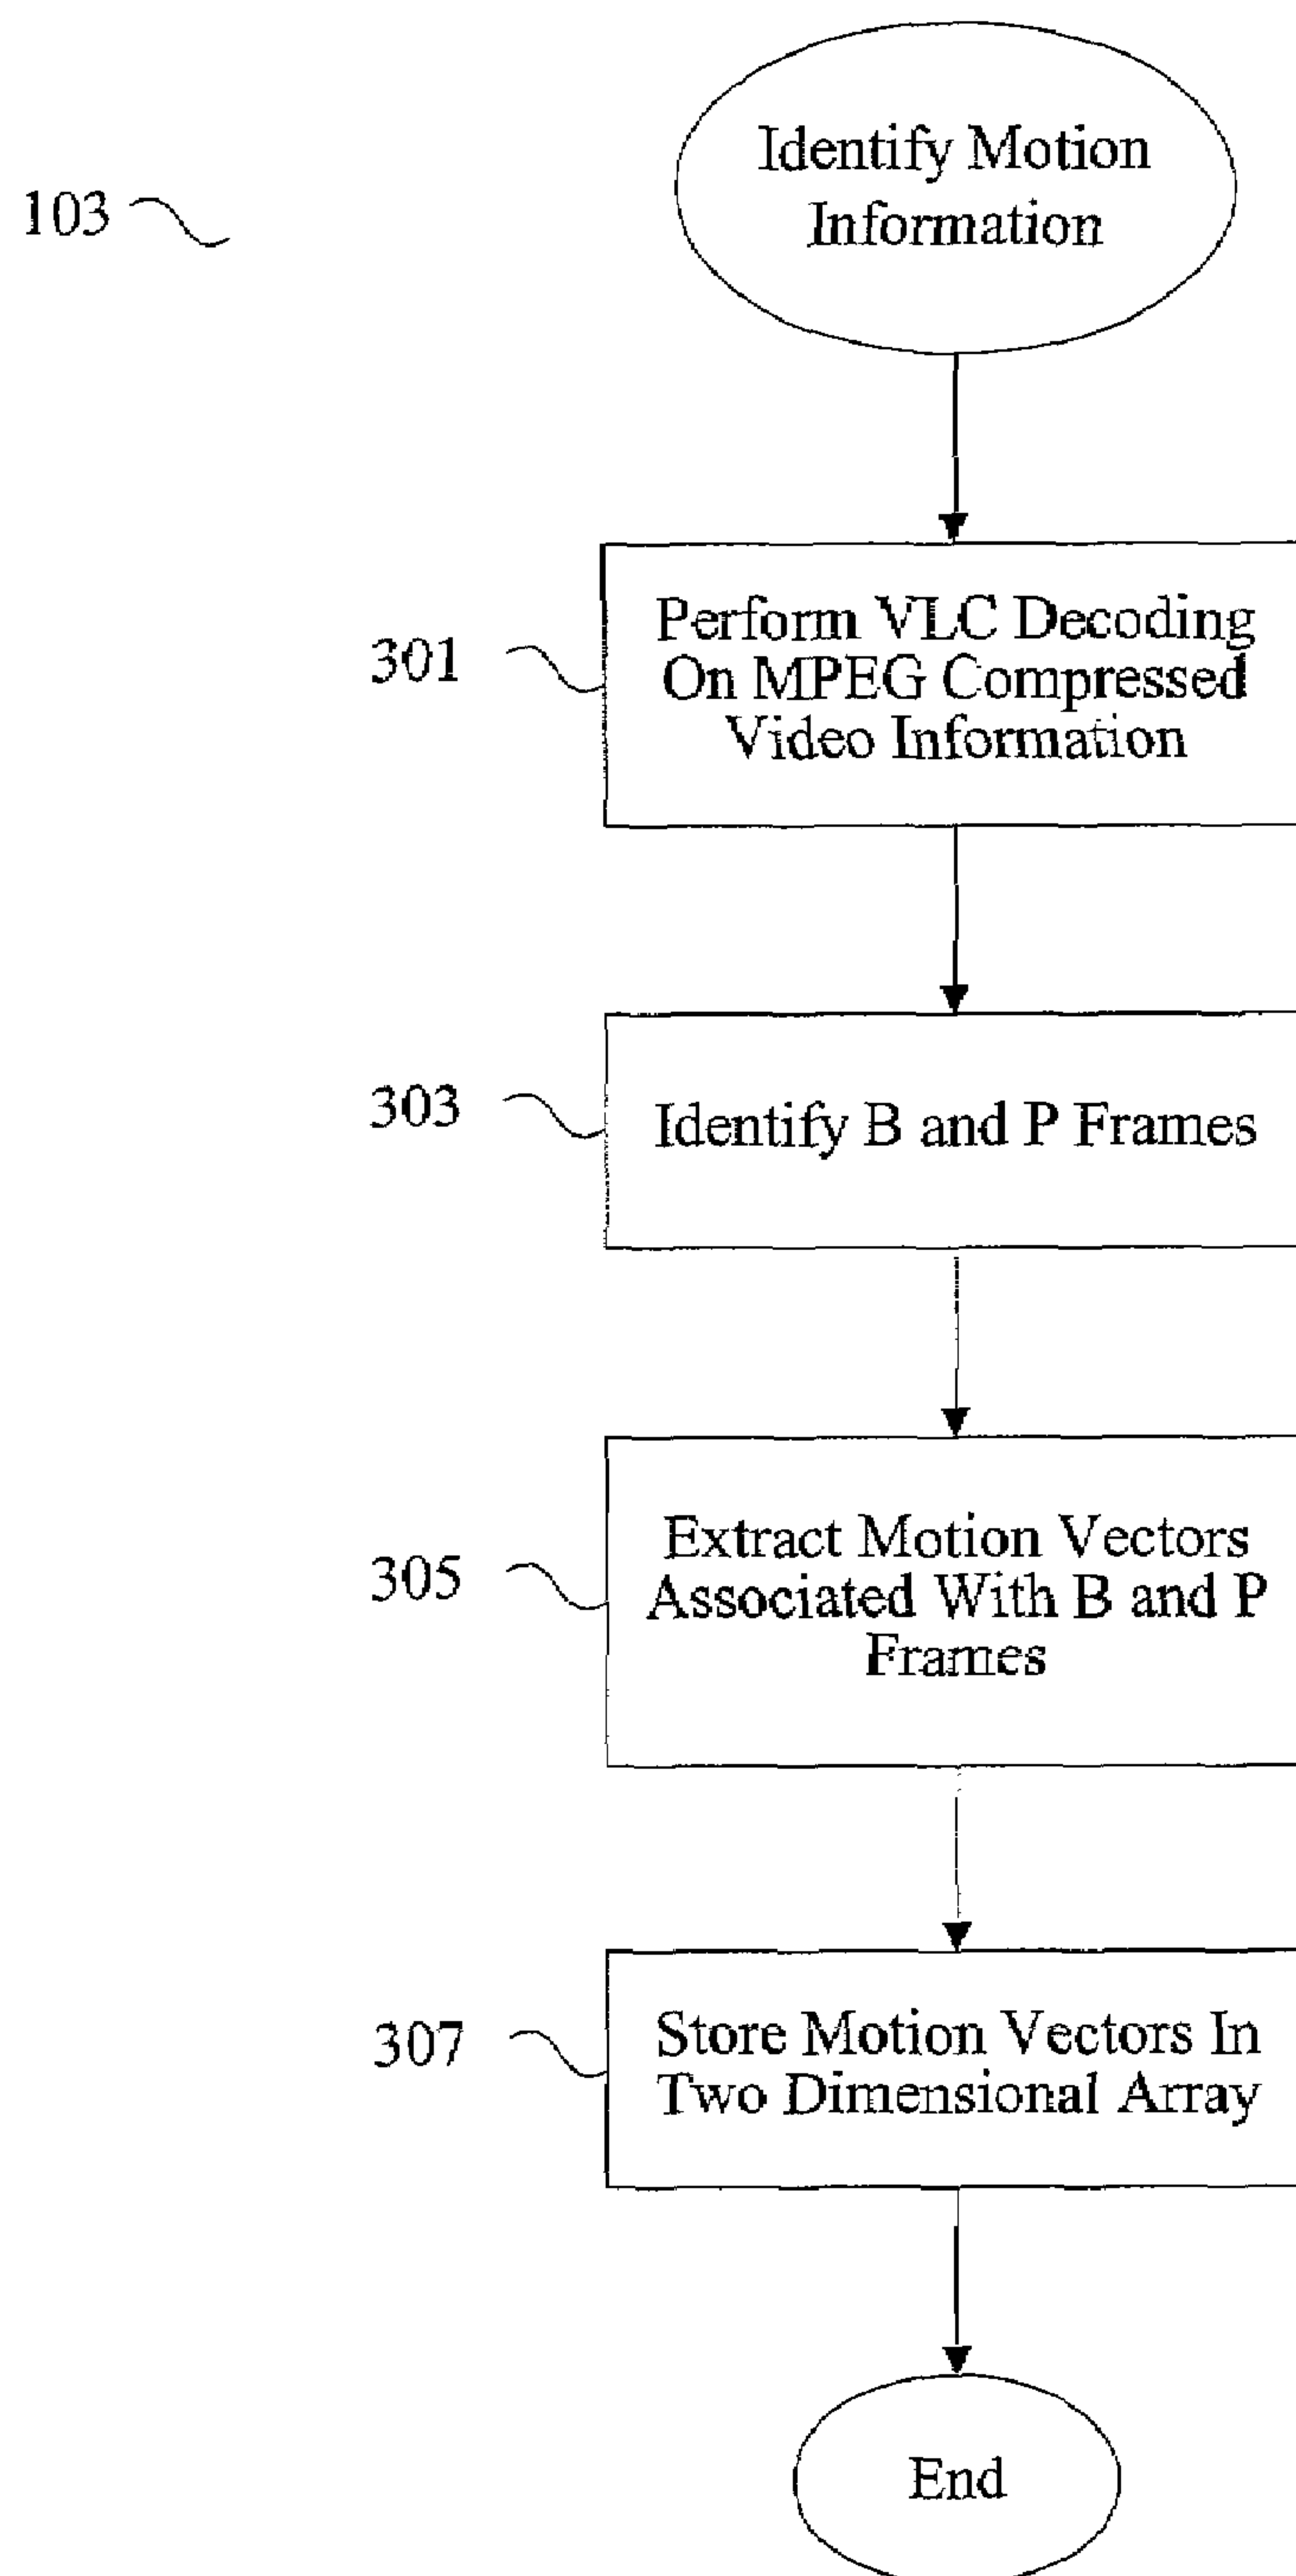 Identify Motion
Information
103
Perform VLC Decoding
On MPEG Compressed
Video Information
301
Identify B and P Frames
303
Extract Motion Vectors
Associated With B and P
Frames
305
Store Motion Vectors In
Two Dimensional Array
307
End